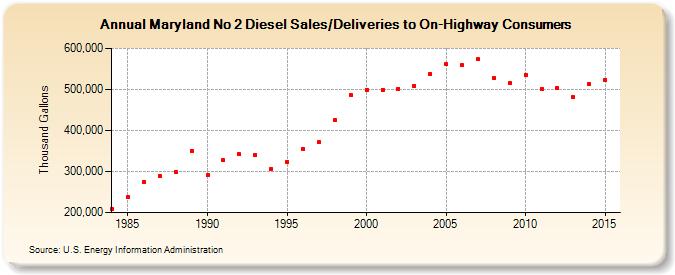 Annual Maryland No 2 Diesel Sales/Deliveries to On-Highway Consumers
Thousand Gallons
600,000
500,000
400,000
300,000
200,000
1985 1990 1995 2000 2005 2010 2015
Source: U.S. Energy Information Administration